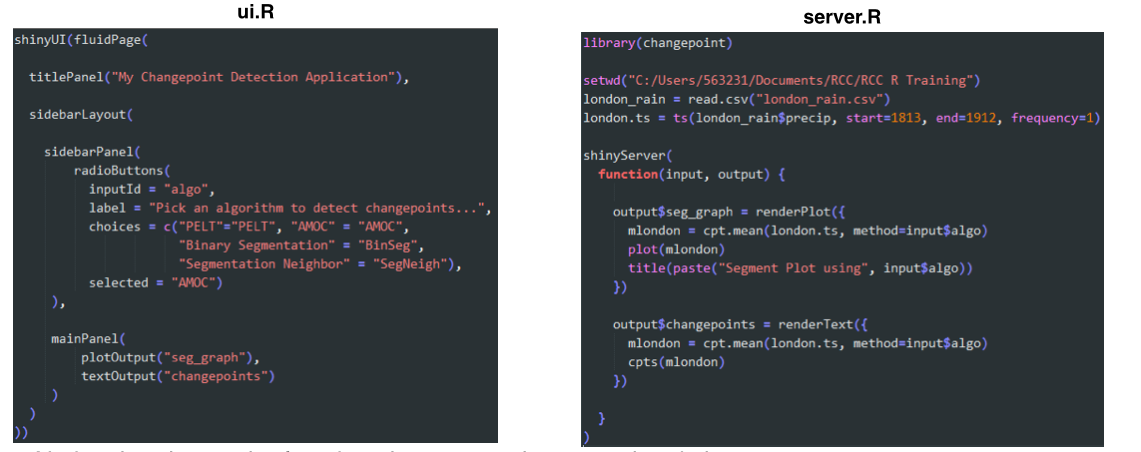 ui.R
shinyUI(fluidPage(
titlePanel("My Changepoint Detection Application"),
sidebarLayout(
sidebarPanel(
radioButtons(
inputId = "algo",
label = "Pick an algorithm to detect changepoints...",
choices = c("PELT"="PELT", "AMOC" = "AMOC",
"Binary Segmentation" = "BinSeg",
"Segmentation Neighbor" = "SegNeigh"),
selected = "AMOC")
),
mainPanel(
plotOutput("seg_graph"),
textOutput("changepoints")
)
)
))
server.R
library(changepoint)
setwd("C:/Users/563231/Documents/RCC/RCC R Training")
london_rain = read.csv("london_rain.csv")
london.ts = ts(london_rain$precip, start=1813, end=1912, frequency=1)
shinyServer(
function(input, output) {
output$seg_graph = renderPlot({
mlondon = cpt.mean(london.ts, method=input$algo)
plot(mlondon)
title(paste("Segment Plot using", input$algo))
})
output$changepoints = renderText({
mlondon = cpt.mean(london.ts, method=input$algo)
cpts(mlondon)
})
}
)